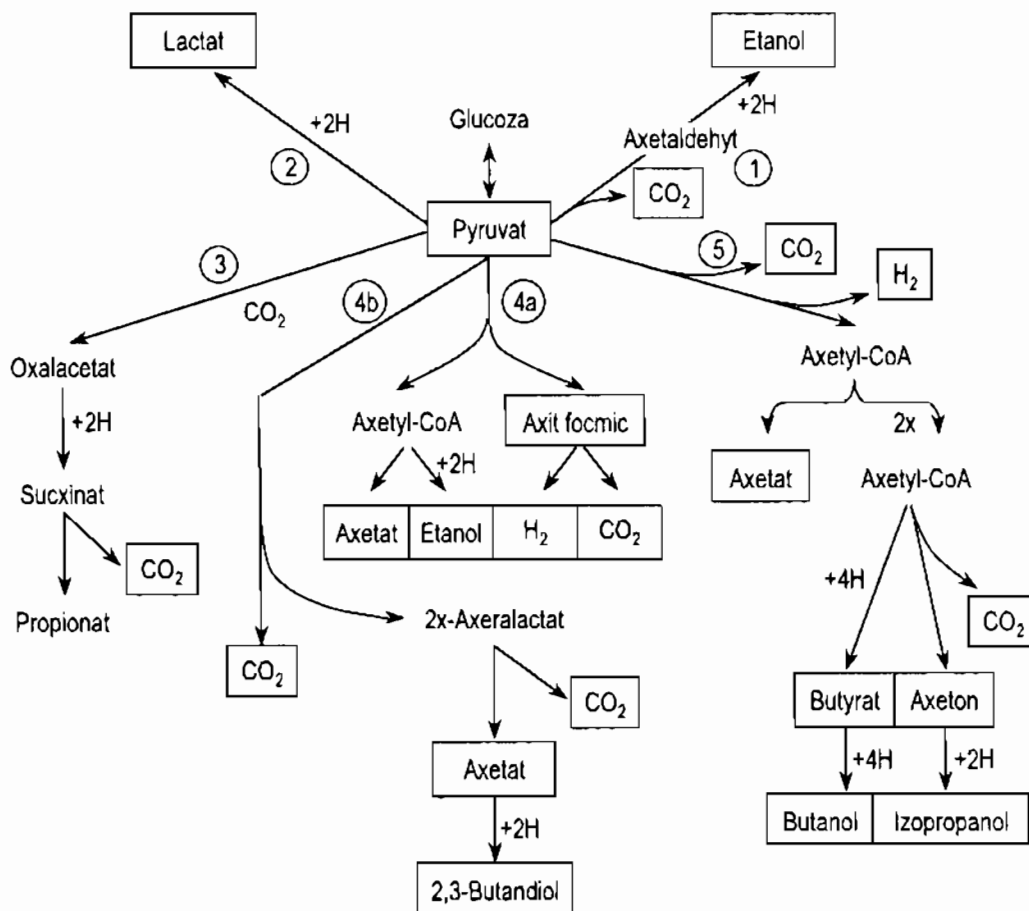 Lactat
Etanol
+2H
+2H
Glucoza
Axetaldehyt
2
1
CO₂
Pyruvat
3
5
CO₂
4b
4a
H₂
CO₂
Oxalacetat
Axetyl-CoA
+2H
Axetyl-CoA
Axit focmic
2x
+2H
Axetat
Axetyl-CoA
Sucxinat
Axetat
Etanol
H₂
CO₂
CO₂
+4H
Propionat
2x-Axeralactat
CO₂
CO₂
CO₂
Butyrat
Axeton
Axetat
+4H
+2H
+2H
Butanol
Izopropanol
2,3-Butandiol